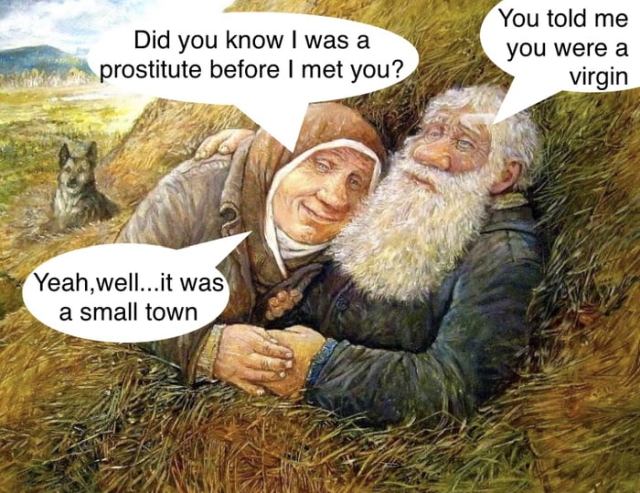 Did you know I was a
prostitute before I met you?
You told me
you were a
virgin
Yeah,well...it was
a small town